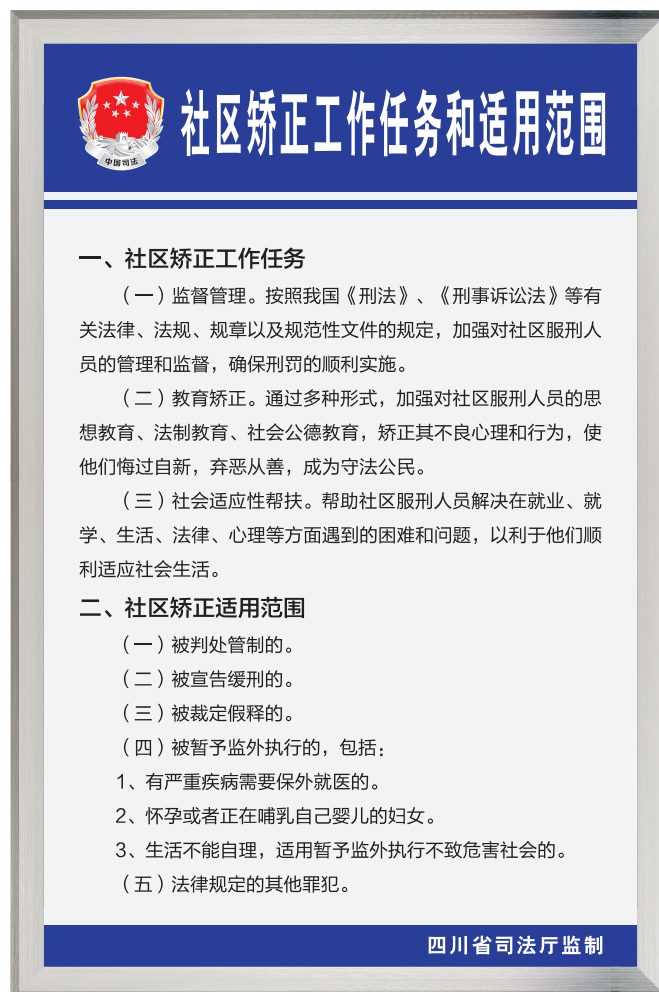 中国司法
社区矫正工作任务和适用范围
一、社区矫正工作任务
（一）监督管理。按照我国《刑法》、《刑事诉讼法》等有
关法律、法规、规章以及规范性文件的规定，加强对社区服刑人
员的管理和监督，确保刑罚的顺利实施。
（二）教育矫正。通过多种形式，加强对社区服刑人员的思
想教育、法制教育、社会公德教育，矫正其不良心理和行为，使
他们悔过自新，弃恶从善，成为守法公民。
（三）社会适应性帮扶。帮助社区服刑人员解决在就业、就
学、生活、法律、心理等方面遇到的困难和问题，以利于他们顺
利适应社会生活。
二、社区矫正适用范围
（一）被判处管制的。
（二）被宣告缓刑的。
（三）被裁定假释的。
（四）被暂予监外执行的，包括：
1、有严重疾病需要保外就医的。
2、怀孕或者正在哺乳自己婴儿的妇女。
3、生活不能自理，适用暂予监外执行不致危害社会的。
（五）法律规定的其他罪犯。
四川省司法厅监制